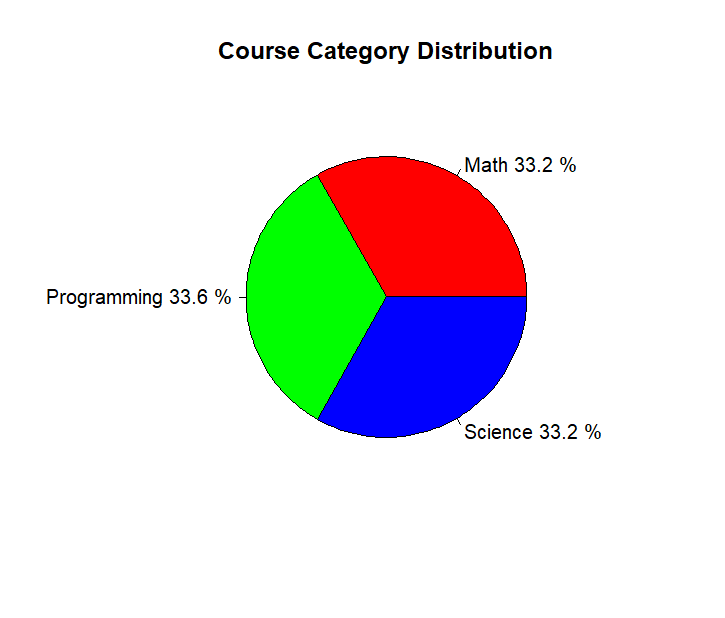 Course Category Distribution
Math 33.2 %
Programming 33.6 %
Science 33.2 %